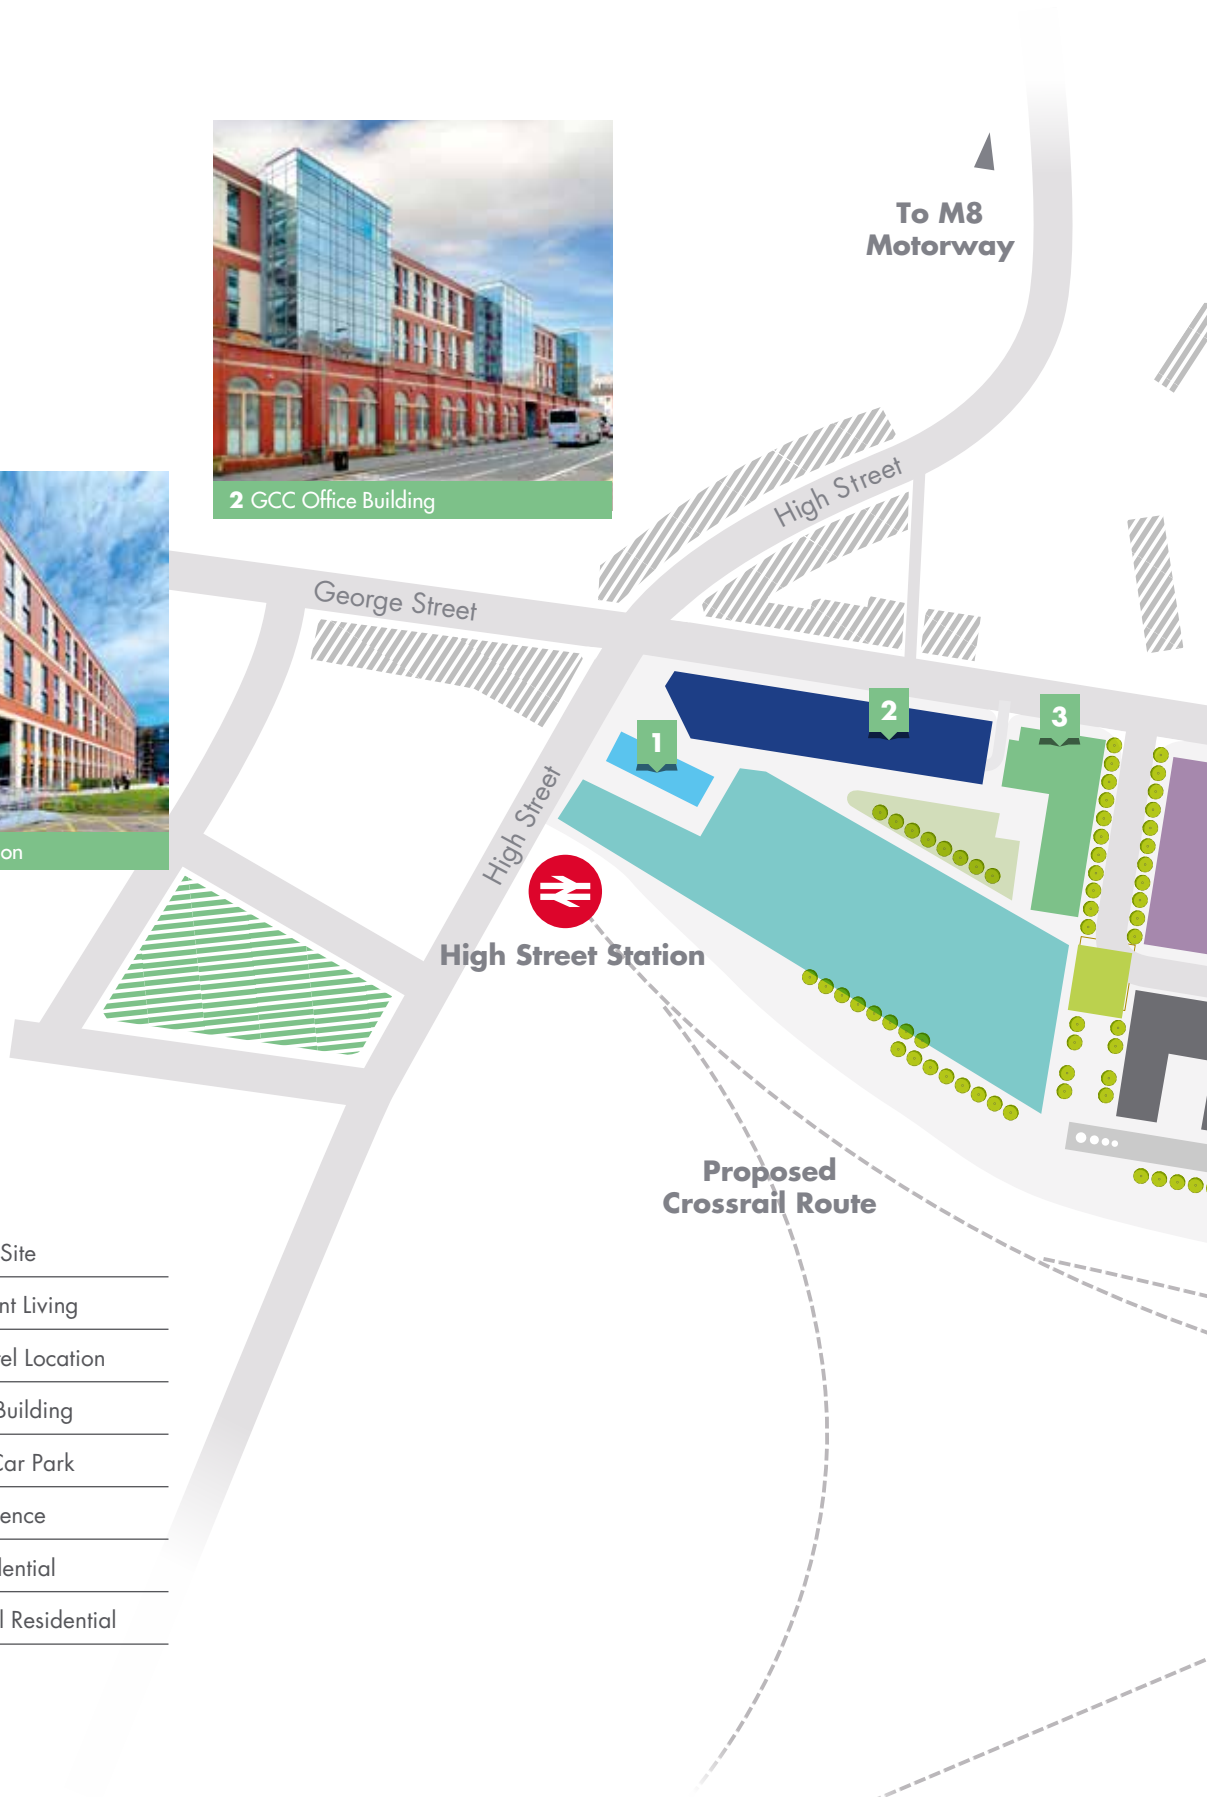 To M8
Motorway
2 GCC Office Building
High Street
George Street
2
3
1
High Street
on
High Street Station
Proposed
Crossrail Route
Site
nt Living
el Location
Building
Car Park
ence
dential
l Residential